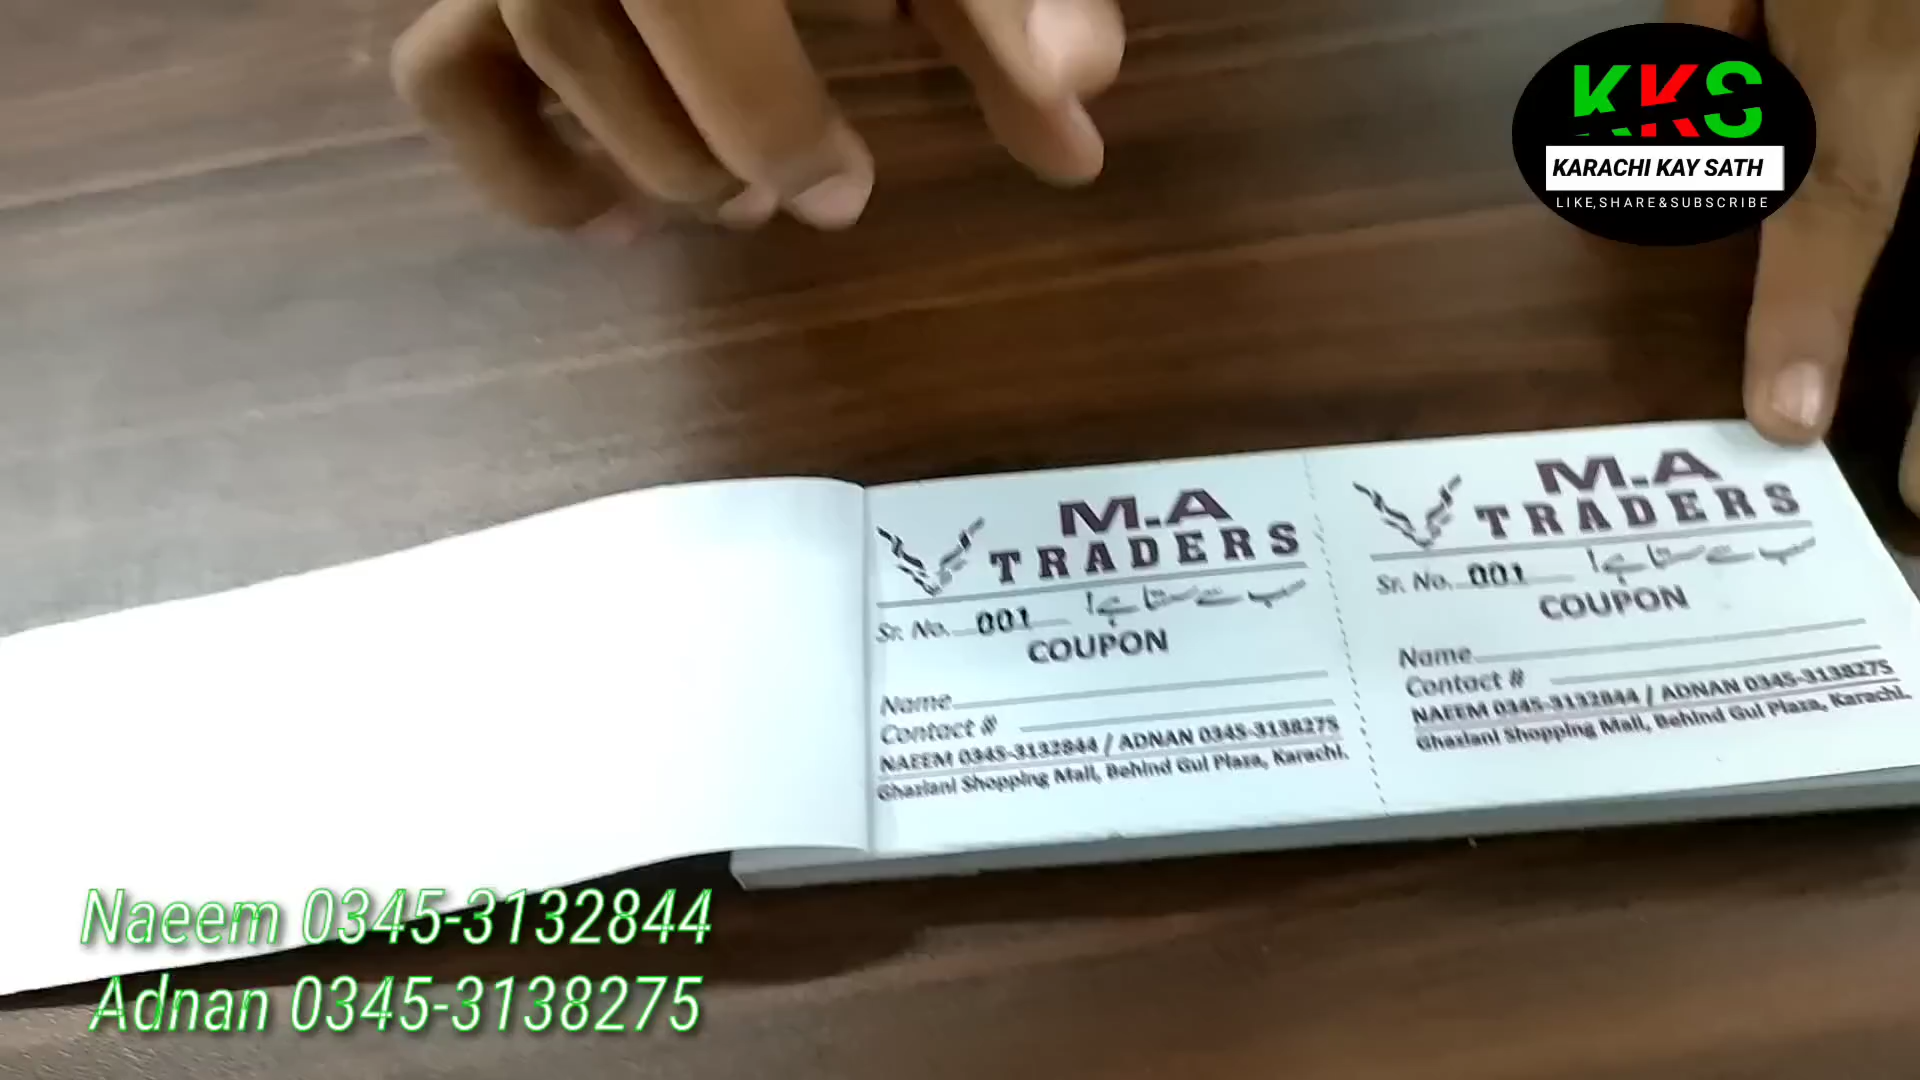 KKS
KARACHI KAY SATH
LIKE,SHARE&SUBSCRIBE
M.A
TRADERS
Sr. No. 001 سب سے سستا ہے!
COUPON
Name
Contact #
NAEEM 0345-3132844 / ADNAN 0345-3138275
Ghaziani Shopping Mall, Behind Gul Plaza, Karachi.
M.A
TRADERS
Sr. No. 001 سب سے سستا ہے!
COUPON
Name
Contact #
NAEEM 0345-3132844 / ADNAN 0345-3138275
Ghaziani Shopping Mall, Behind Gul Plaza, Karachi.
Naeem 0345-3132844
Adnan 0345-3138275